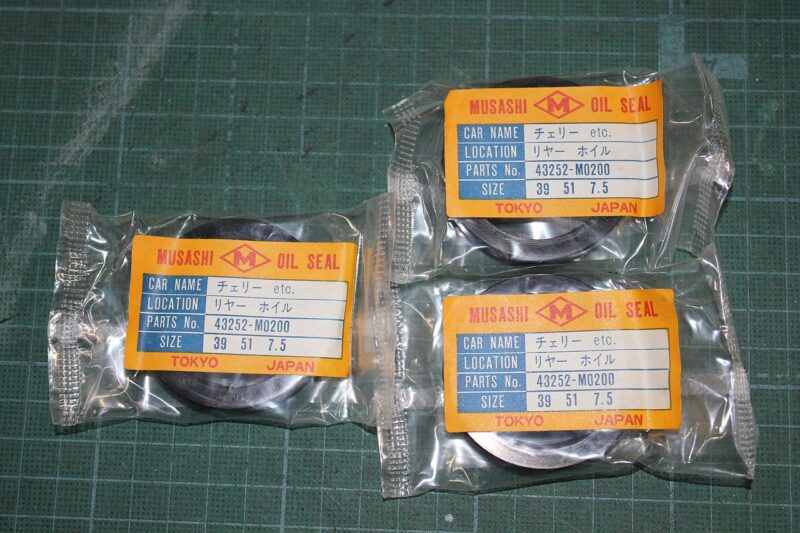 MUSASHI M OIL SEAL
CAR NAME チェリー etc.
LOCATION リヤー ホイル
PARTS No. 43252-M0200
SIZE 39 51 7.5
TOKYO JAPAN
MUSASHI M OIL SEAL
CAR NAME チェリー etc.
LOCATION リヤー ホイル
PARTS No. 43252-M0200
SIZE 39 51 7.5
TOKYO JAPAN
MUSASHI M OIL SEAL
CAR NAME チェリー etc.
LOCATION リヤー ホイル
PARTS No. 43252-M0200
SIZE 39 51 7.5
TOKYO JAPAN